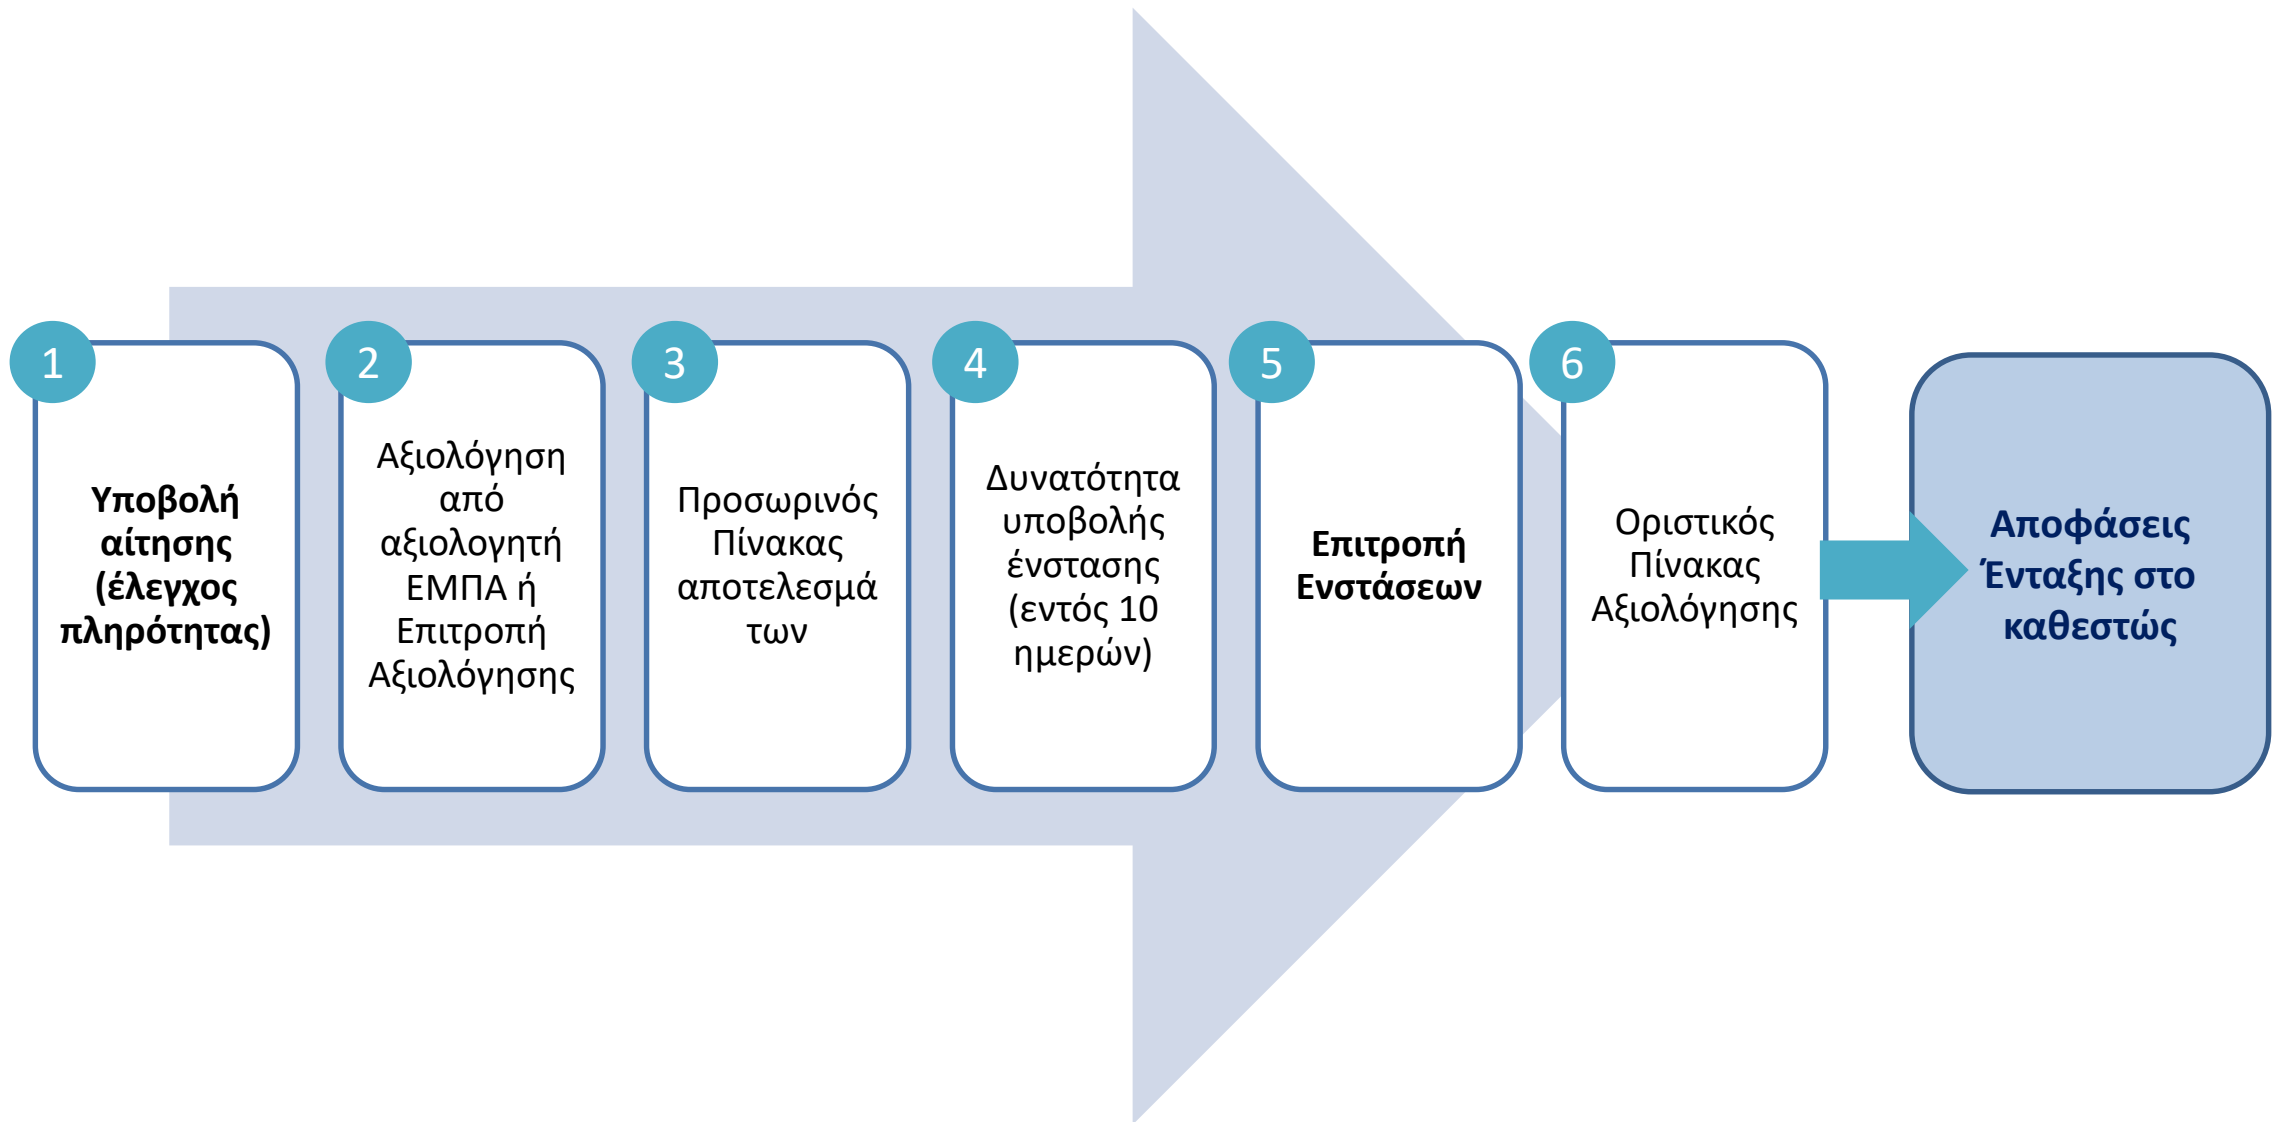 1
Υποβολή
αίτησης
(έλεγχος
πληρότητας)
2
Αξιολόγηση
από
αξιολογητή
ΕΜΠΑ ή
Επιτροπή
Αξιολόγησης
3
Προσωρινός
Πίνακας
αποτελεσμά
των
4
Δυνατότητα
υποβολής
ένστασης
(εντός 10
ημερών)
5
Επιτροπή
Ενστάσεων
6
Οριστικός
Πίνακας
Αξιολόγησης
Αποφάσεις
Ένταξης στο
καθεστώς